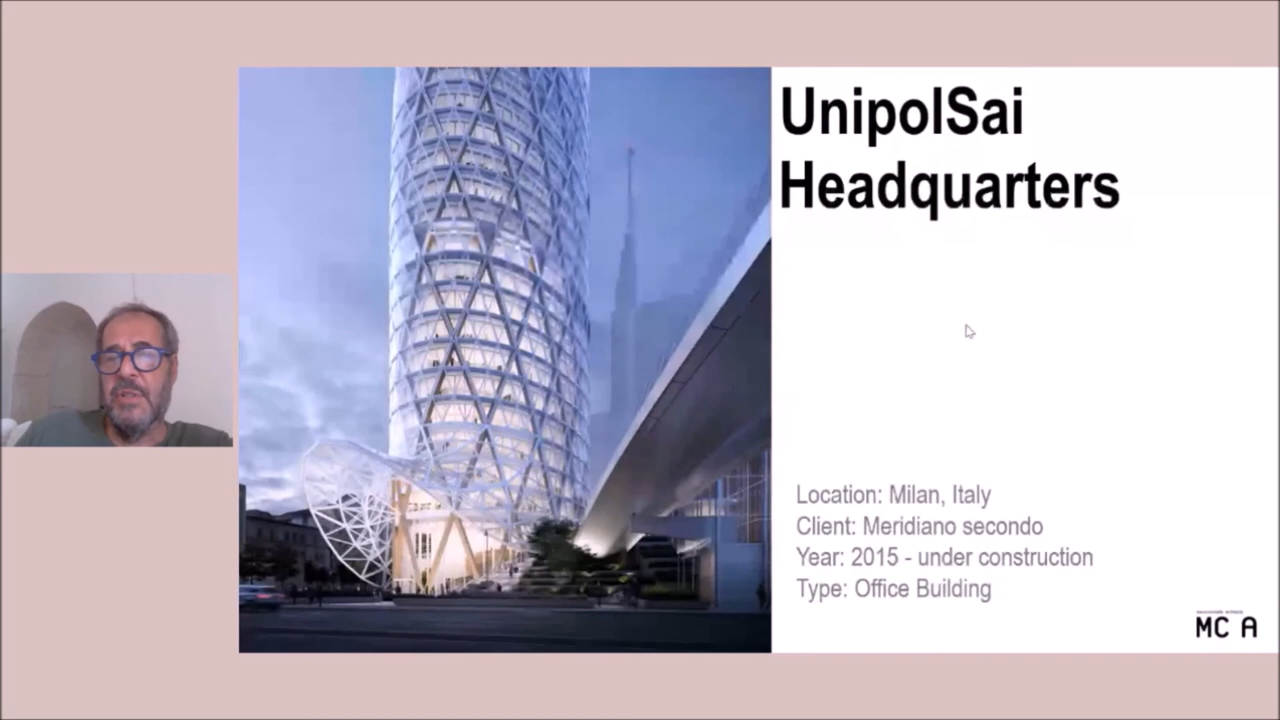 UnipolSai
Headquarters
Location: Milan, Italy
Client: Meridiano secondo
Year: 2015 - under construction
Type: Office Building
MC A